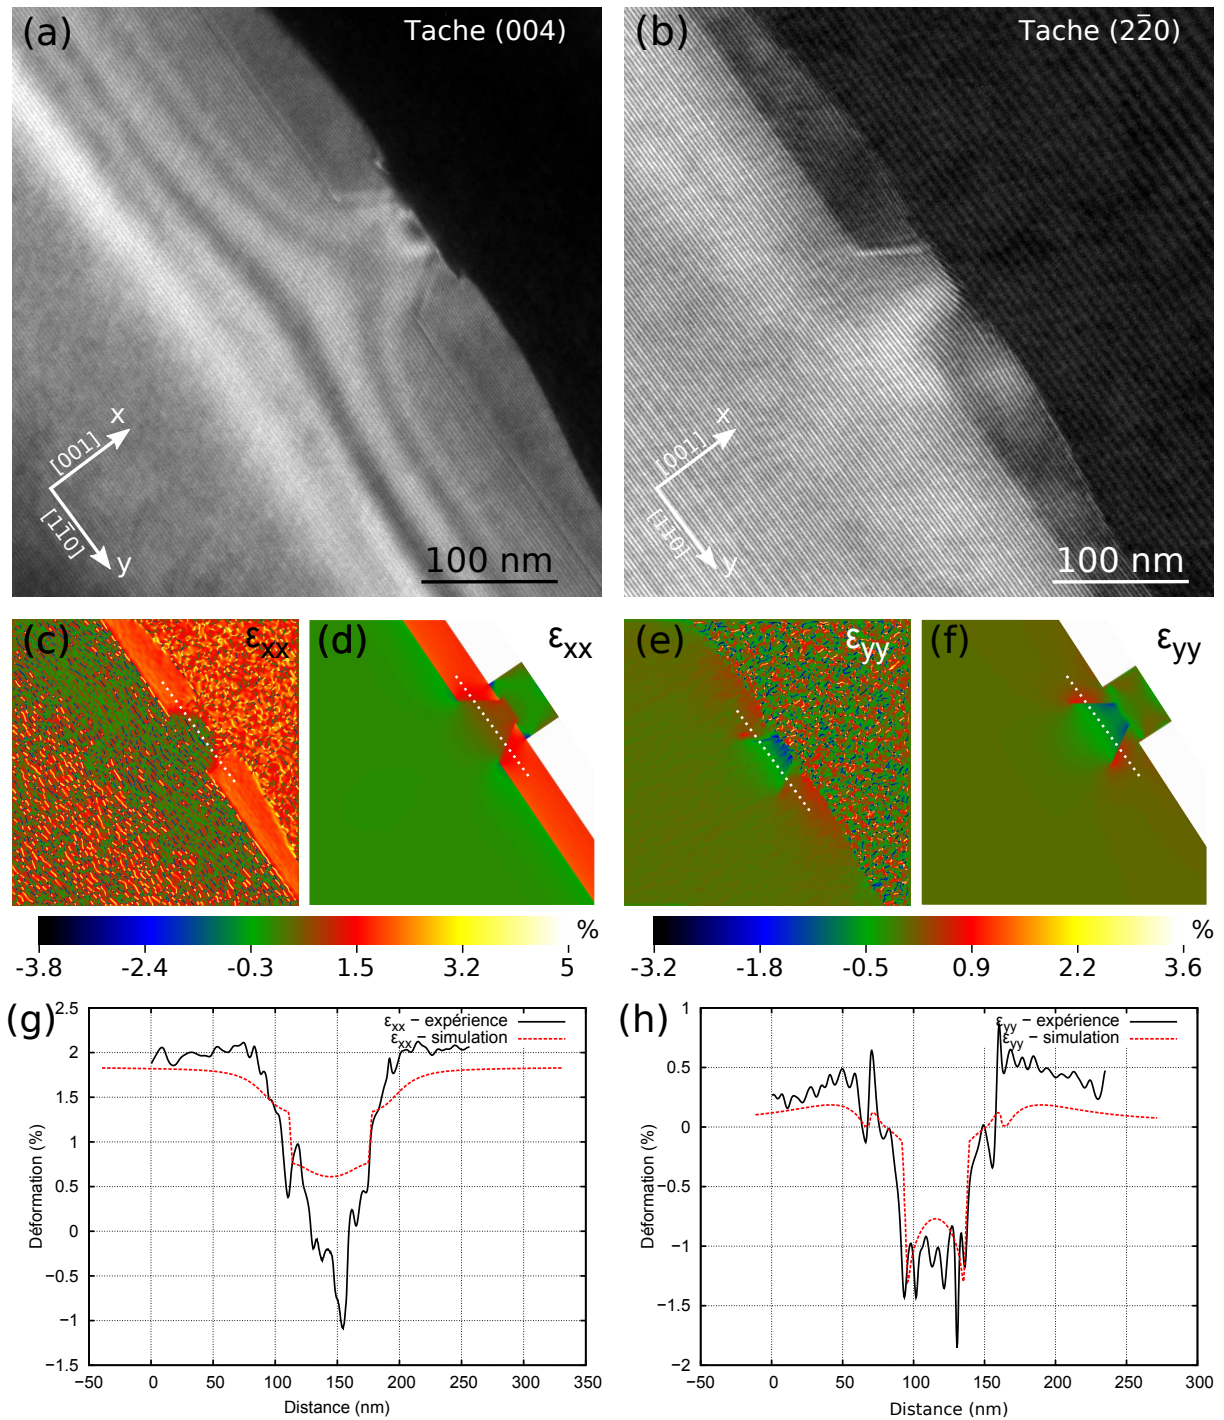 (a) Tache (004)
x
[001]
[11̅0]
y
100 nm
(b) Tache (22̅0)
x
[001]
[11̅0]
y
100 nm
(c) εxx
(d) εxx
(e) εyy
(f) εyy
%
-3.8 -2.4 -0.3 1.5 3.2 5
%
-3.2 -1.8 -0.5 0.9 2.2 3.6
(g)
εxx − expérience
εxx − simulation
2.5
2
1.5
1
0.5
0
−0.5
−1
−1.5
−50 0 50 100 150 200 250 300 350
Déformation (%)
Distance (nm)
(h)
εyy − expérience
εyy − simulation
1
0.5
0
−0.5
−1
−1.5
−2
−50 0 50 100 150 200 250 300
Déformation (%)
Distance (nm)